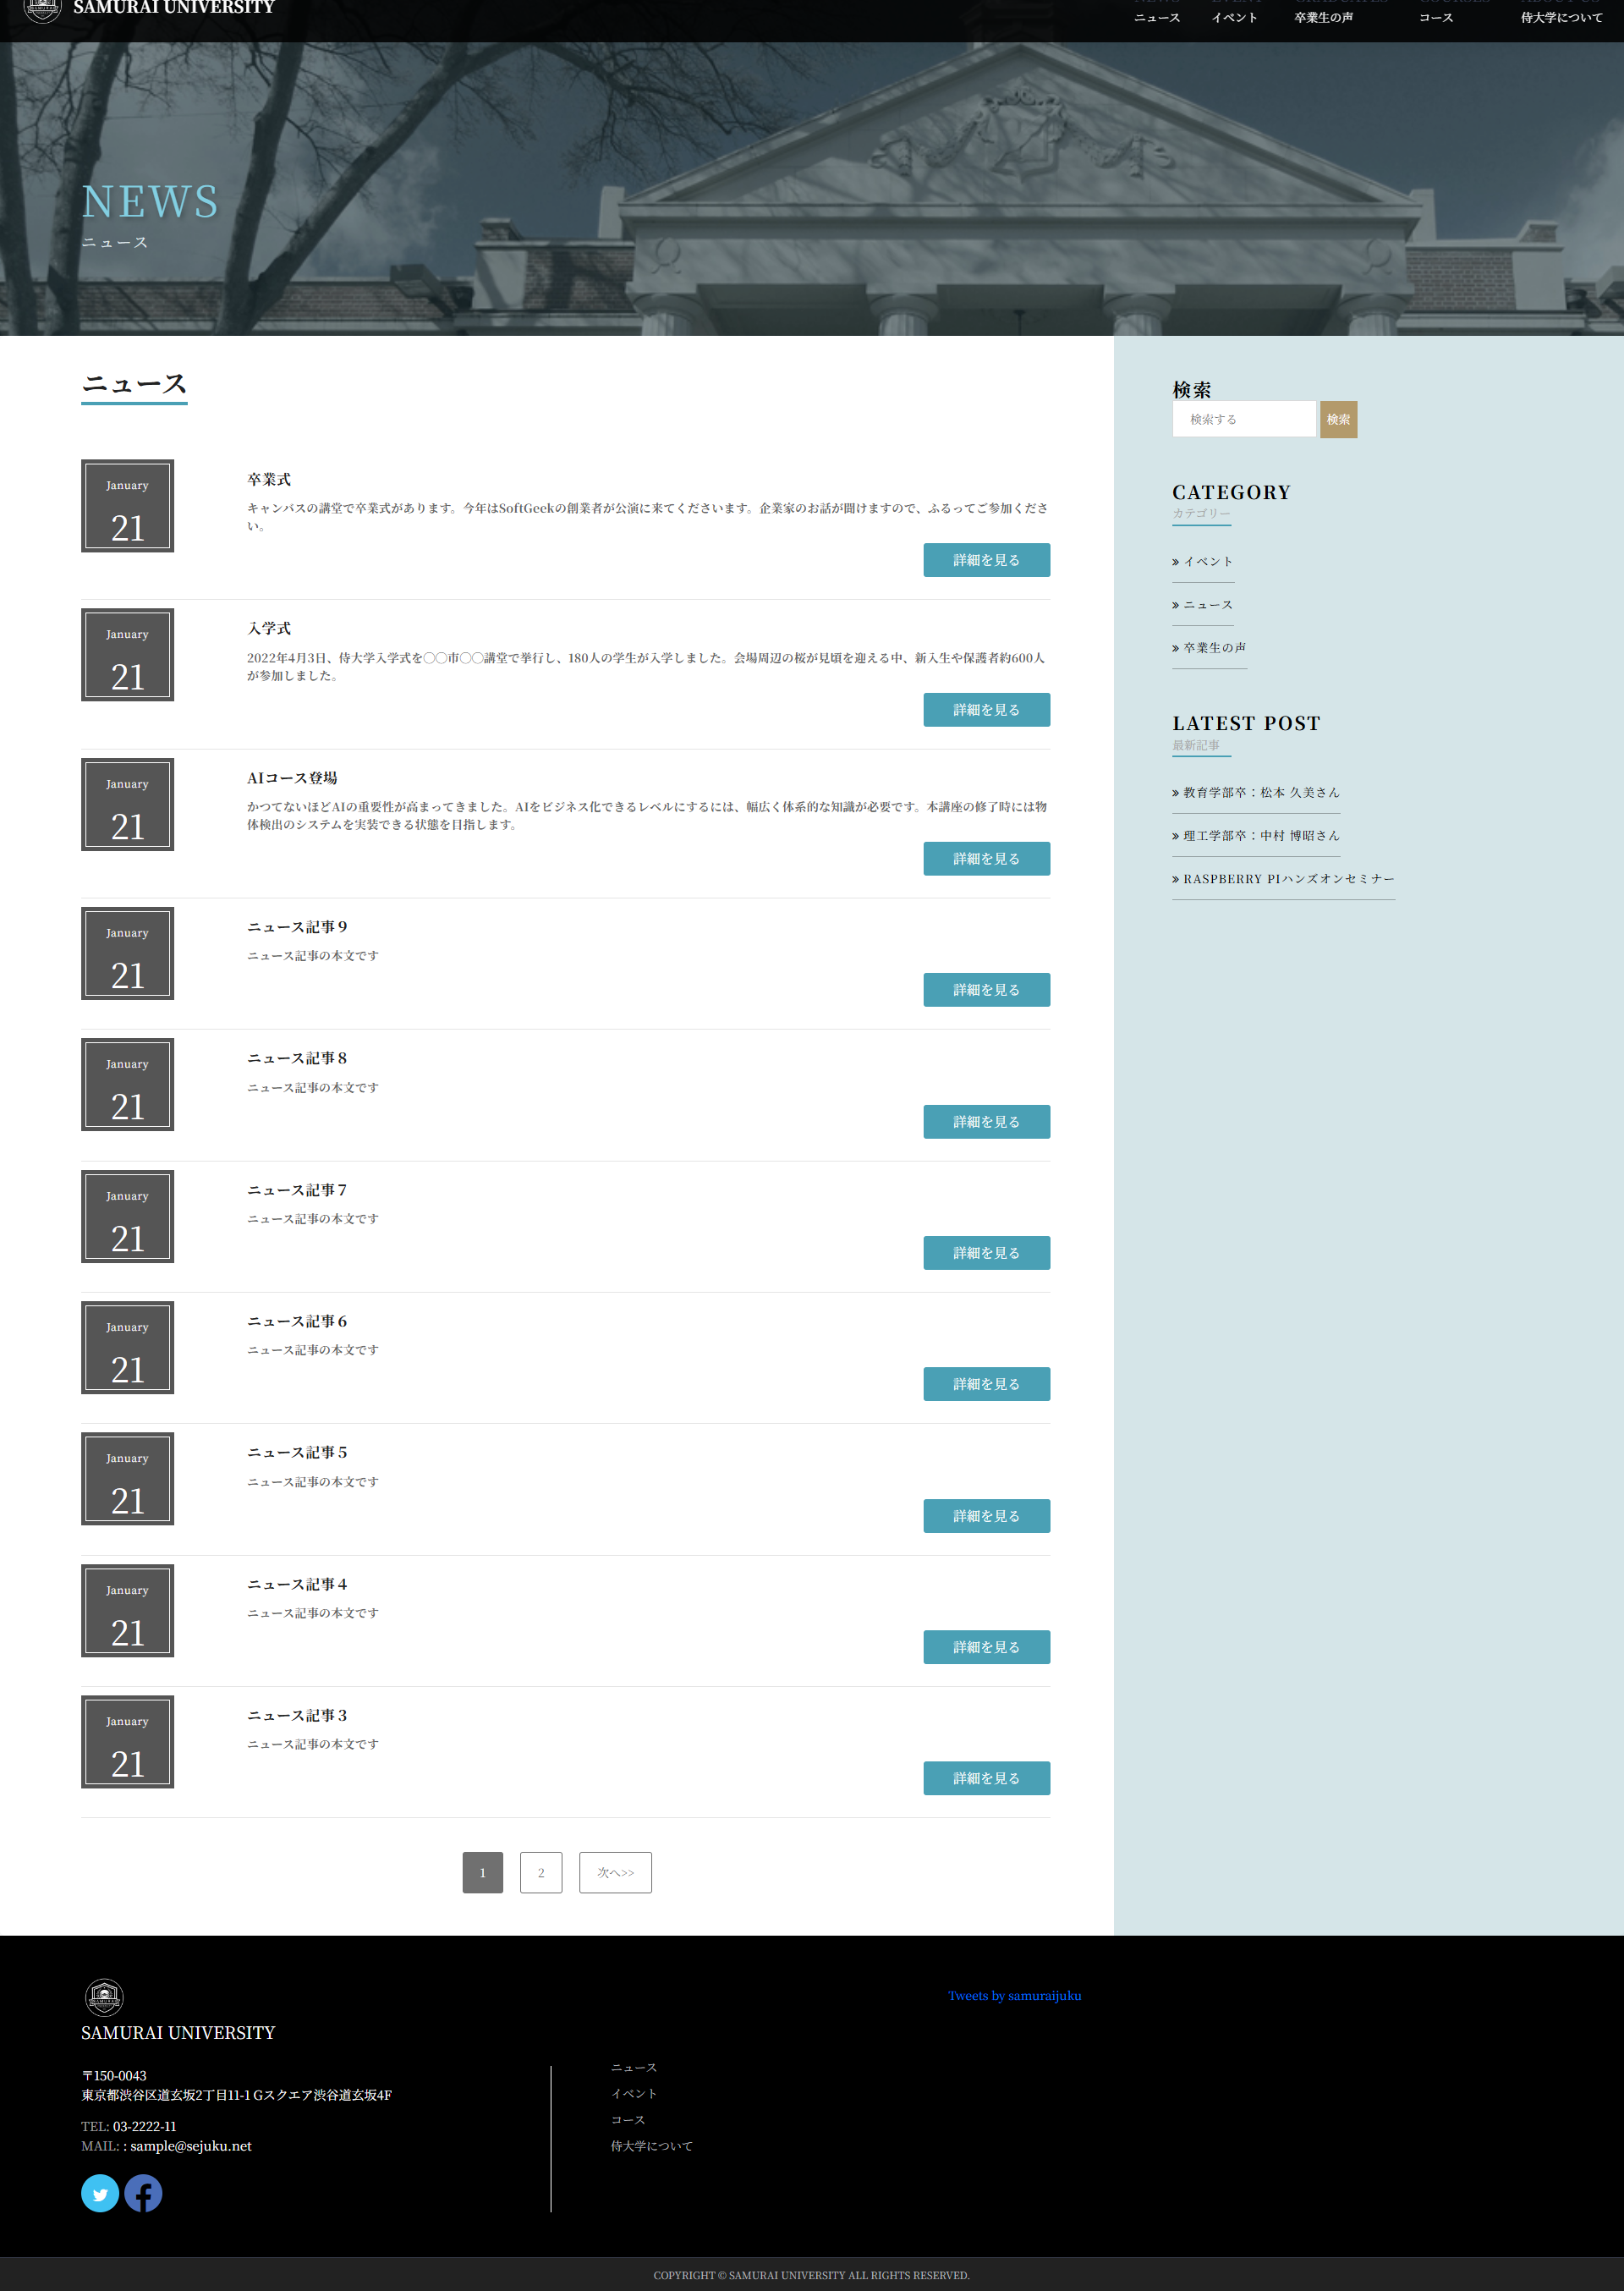 SAMURAI UNIVERSITY
ニュース
イベント
卒業生の声
コース
侍大学について
NEWS
ニュース
ニュース
January
21
卒業式
キャンパスの講堂で卒業式があります。今年はSoftGeekの創業者が公演に来てくださいます。企業家のお話が聞けますので、ふるってご参加くださ
い。
詳細を見る
January
21
入学式
2022年4月3日、侍大学入学式を◯◯市◯◯講堂で挙行し、180人の学生が入学しました。会場周辺の桜が見頃を迎える中、新入生や保護者約600人
が参加しました。
詳細を見る
January
21
AIコース登場
かつてないほどAIの重要性が高まってきました。AIをビジネス化できるレベルにするには、幅広く体系的な知識が必要です。本講座の修了時には物
体検出のシステムを実装できる状態を目指します。
詳細を見る
January
21
ニュース記事９
ニュース記事の本文です
詳細を見る
January
21
ニュース記事８
ニュース記事の本文です
詳細を見る
January
21
ニュース記事７
ニュース記事の本文です
詳細を見る
January
21
ニュース記事６
ニュース記事の本文です
詳細を見る
January
21
ニュース記事５
ニュース記事の本文です
詳細を見る
January
21
ニュース記事４
ニュース記事の本文です
詳細を見る
January
21
ニュース記事３
ニュース記事の本文です
詳細を見る
1
2
次へ>>
検索
検索する
検索
CATEGORY
カテゴリー
» イベント
» ニュース
» 卒業生の声
LATEST POST
最新記事
» 教育学部卒：松本 久美さん
» 理工学部卒：中村 博昭さん
» RASPBERRY PIハンズオンセミナー
SAMURAI UNIVERSITY
〒150-0043
東京都渋谷区道玄坂2丁目11-1 Gスクエア渋谷道玄坂4F
TEL: 03-2222-11
MAIL: : sample@sejuku.net
ニュース
イベント
コース
侍大学について
Tweets by samuraijuku
COPYRIGHT © SAMURAI UNIVERSITY ALL RIGHTS RESERVED.